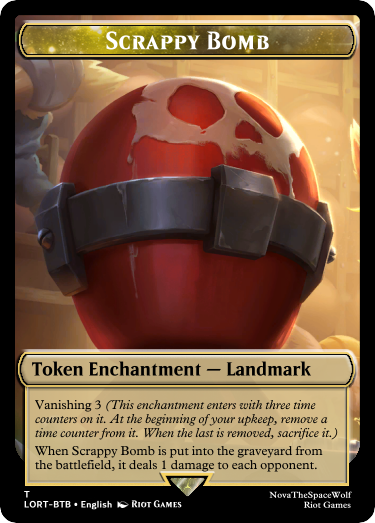 Scrappy Bomb
Token Enchantment — Landmark
Vanishing 3 (This enchantment enters with three time
counters on it. At the beginning of your upkeep, remove a
time counter from it. When the last is removed, sacrifice it.)
When Scrappy Bomb is put into the graveyard from
the battlefield, it deals 1 damage to each opponent.
T
LORT-BTB • English Riot Games
NovaTheSpaceWolf
Riot Games